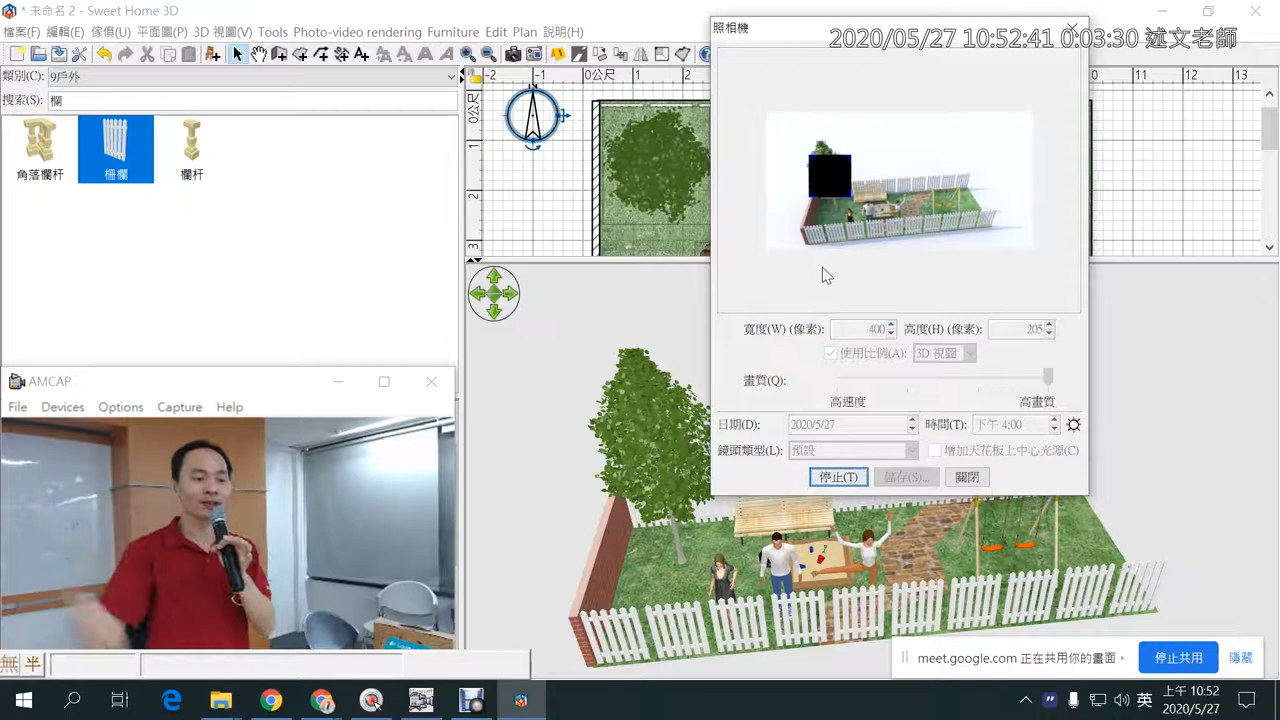 * 未命名 2 - Sweet Home 3D
檔案(F) 編輯(E) 傢俱(U) 平面圖(P) 3D 視圖(V) Tools Photo-video rendering Furniture Edit Plan 說明(H)
照相機
2020/05/27 10:52:41 0:03:30 述文老師
類別(C): 9戶外
搜索(S): 欄
角落欄杆
柵欄
欄杆
-2 -1 0公尺 1 2
0 11 12 13
0公尺
1
2
3
寬度(W) (像素): 400 高度(H) (像素): 205
使用比例(A): 3D 視圖
畫質(Q):
高速度 高畫質
日期(D): 2020/5/27 時間(T): 下午 4:00
鏡頭類型(L): 預設 增加天花板上中心光源(C)
停止(T) 儲存(S)... 關閉
AMCAP
File Devices Options Capture Help
無 半
meet.google.com 正在共用你的畫面。 停止共用 隱藏
英
上午 10:52
2020/5/27